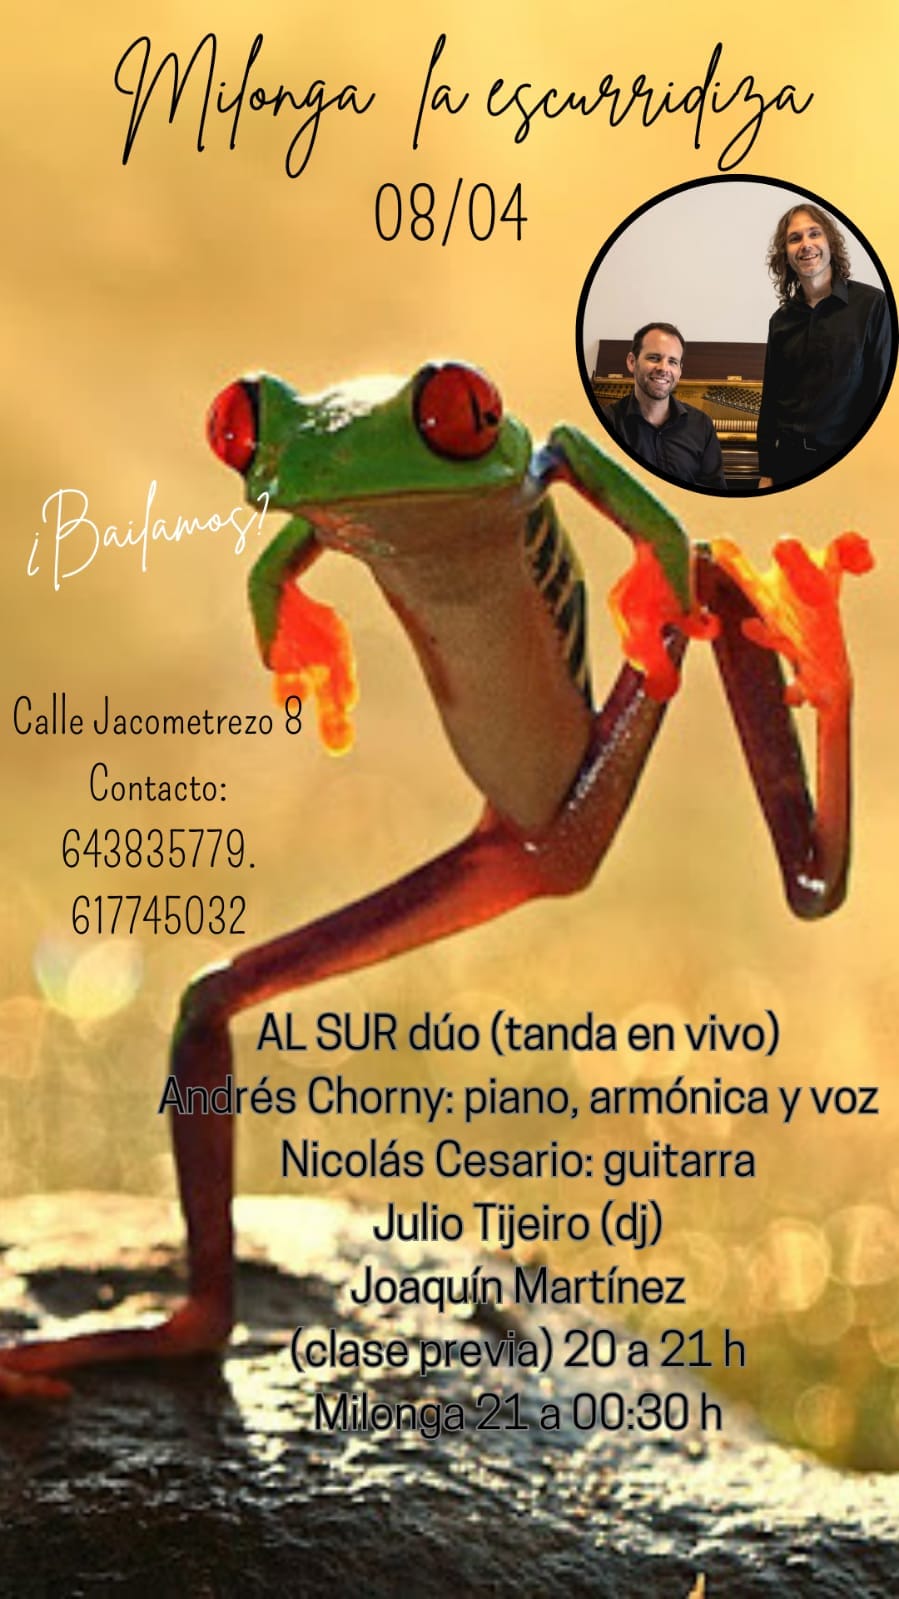 Milonga la escurridiza
08/04
¿Bailamos?
Calle Jacometrezo 8
Contacto:
643835779.
617745032
AL SUR dúo (tanda en vivo)
Andrés Chorny: piano, armónica y voz
Nicolás Cesario: guitarra
Julio Tijeiro (dj)
Joaquín Martínez
(clase previa) 20 a 21 h
Milonga 21 a 00:30 h